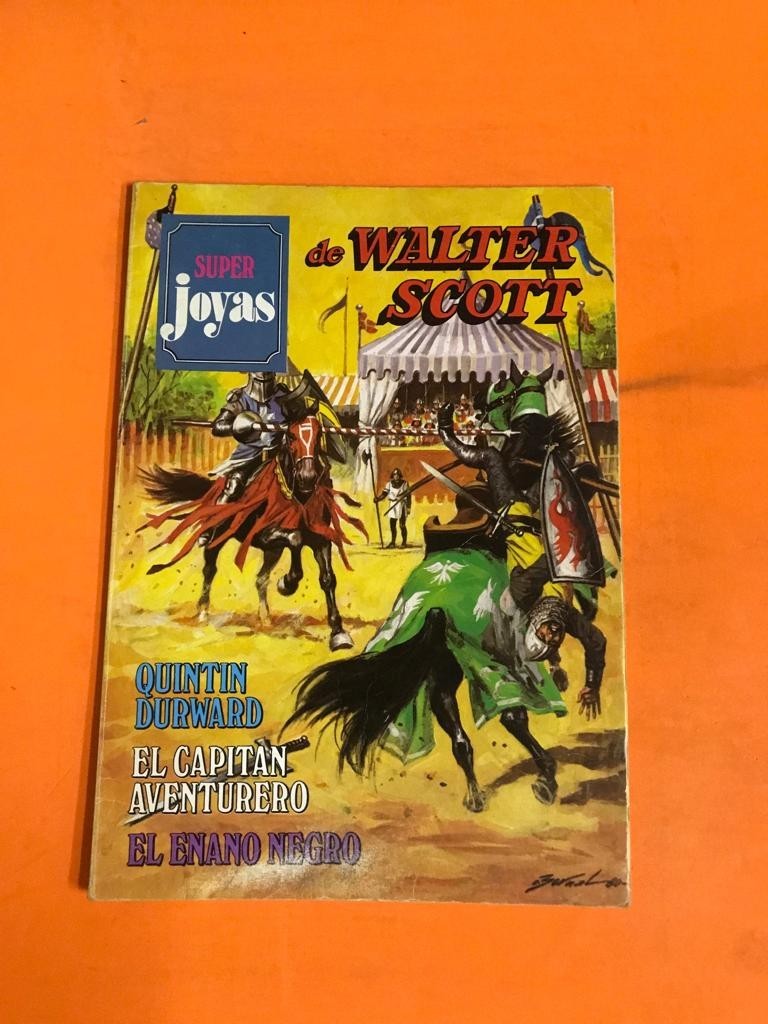 SUPER
joyas
de WALTER
SCOTT
QUINTIN
DURWARD
EL CAPITAN
AVENTURERO
EL ENANO NEGRO